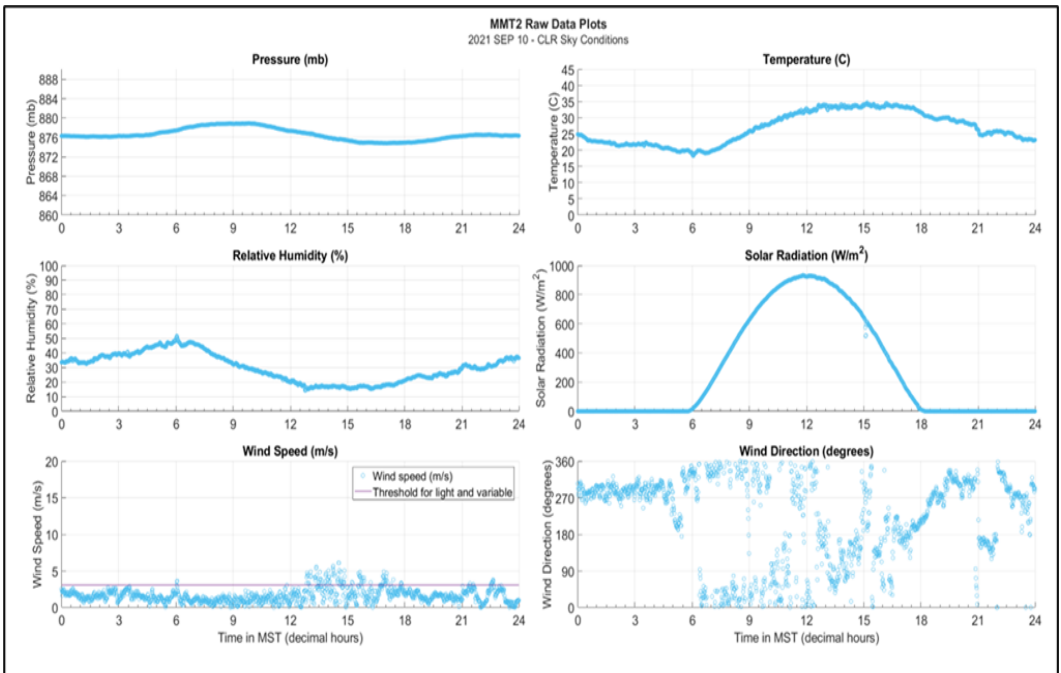 MMT2 Raw Data Plots
2021 SEP 10 - CLR Sky Conditions
Pressure (mb)
Pressure (mb)
888
884
880
876
872
868
864
860
0 3 6 9 12 15 18 21 24
Temperature (C)
Temperature (C)
45
40
35
30
25
20
15
10
5
0
0 3 6 9 12 15 18 21 24
Relative Humidity (%)
Relative Humidity (%)
100
90
80
70
60
50
40
30
20
10
0
0 3 6 9 12 15 18 21 24
Solar Radiation (W/m²)
Solar Radiation (W/m²)
1000
800
600
400
200
0
0 3 6 9 12 15 18 21 24
Wind Speed (m/s)
Wind Speed (m/s)
20
15
10
5
0
Wind speed (m/s)
Threshold for light and variable
0 3 6 9 12 15 18 21 24
Time in MST (decimal hours)
Wind Direction (degrees)
Wind Direction (degrees)
360
270
180
90
0
0 3 6 9 12 15 18 21 24
Time in MST (decimal hours)